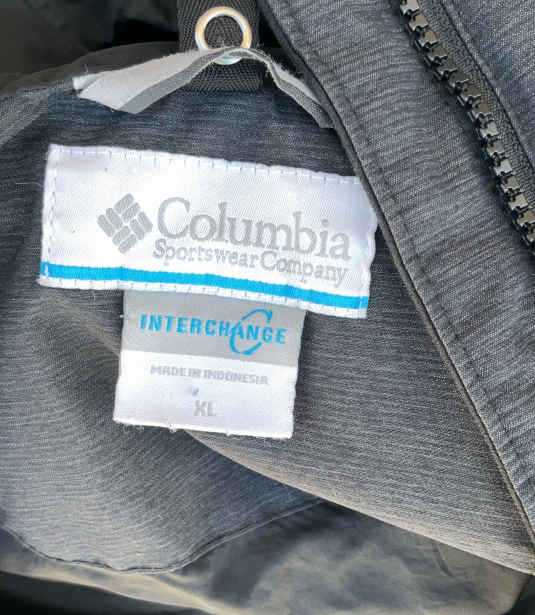 Columbia
Sportswear Company
INTERCHANGE
MADE IN INDONESIA
XL